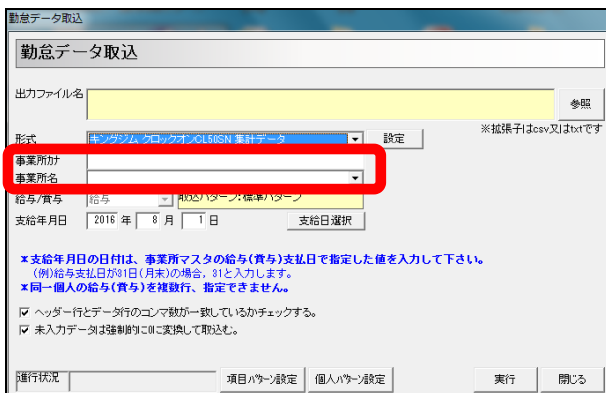 勤怠データ取込
勤怠データ取込
出力ファイル名
参照
形式 キングジム クロックオンCL50SN 集計データ 設定 ※拡張子はcsv又はtxtです
事業所カナ
事業所名
給与/賞与 給与 取込パターン:標準パターン
支給年月日 2016 年 8 月 1 日 支給日選択
*支給年月日の日付は、事業所マスタの給与(賞与)支払日で指定した値を入力して下さい。
(例)給与支払日が31日(月末)の場合, 31と入力します。
*同一個人の給与(賞与)を複数行、指定できません。
ヘッダー行とデータ行のコンマ数が一致しているかチェックする。
未入力データは強制的に0に変換して取込む。
進行状況 項目パターン設定 個人パターン設定 実行 閉じる